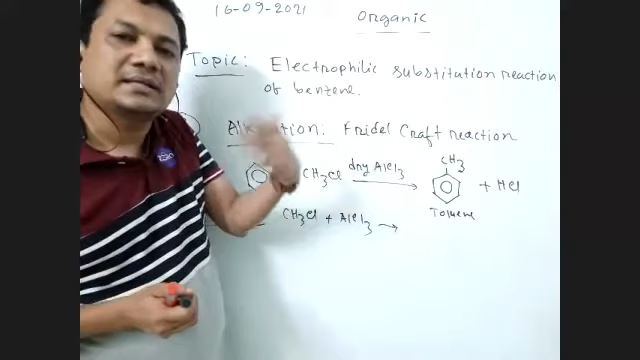 16-09-2021
Organic
Topic: Electrophilic substitution reaction
of benzene.
Alkylation: Fridel Craft reaction
CH3Cl dry AlCl3 → CH3 + HCl
Toluene
CH3Cl + AlCl3 →